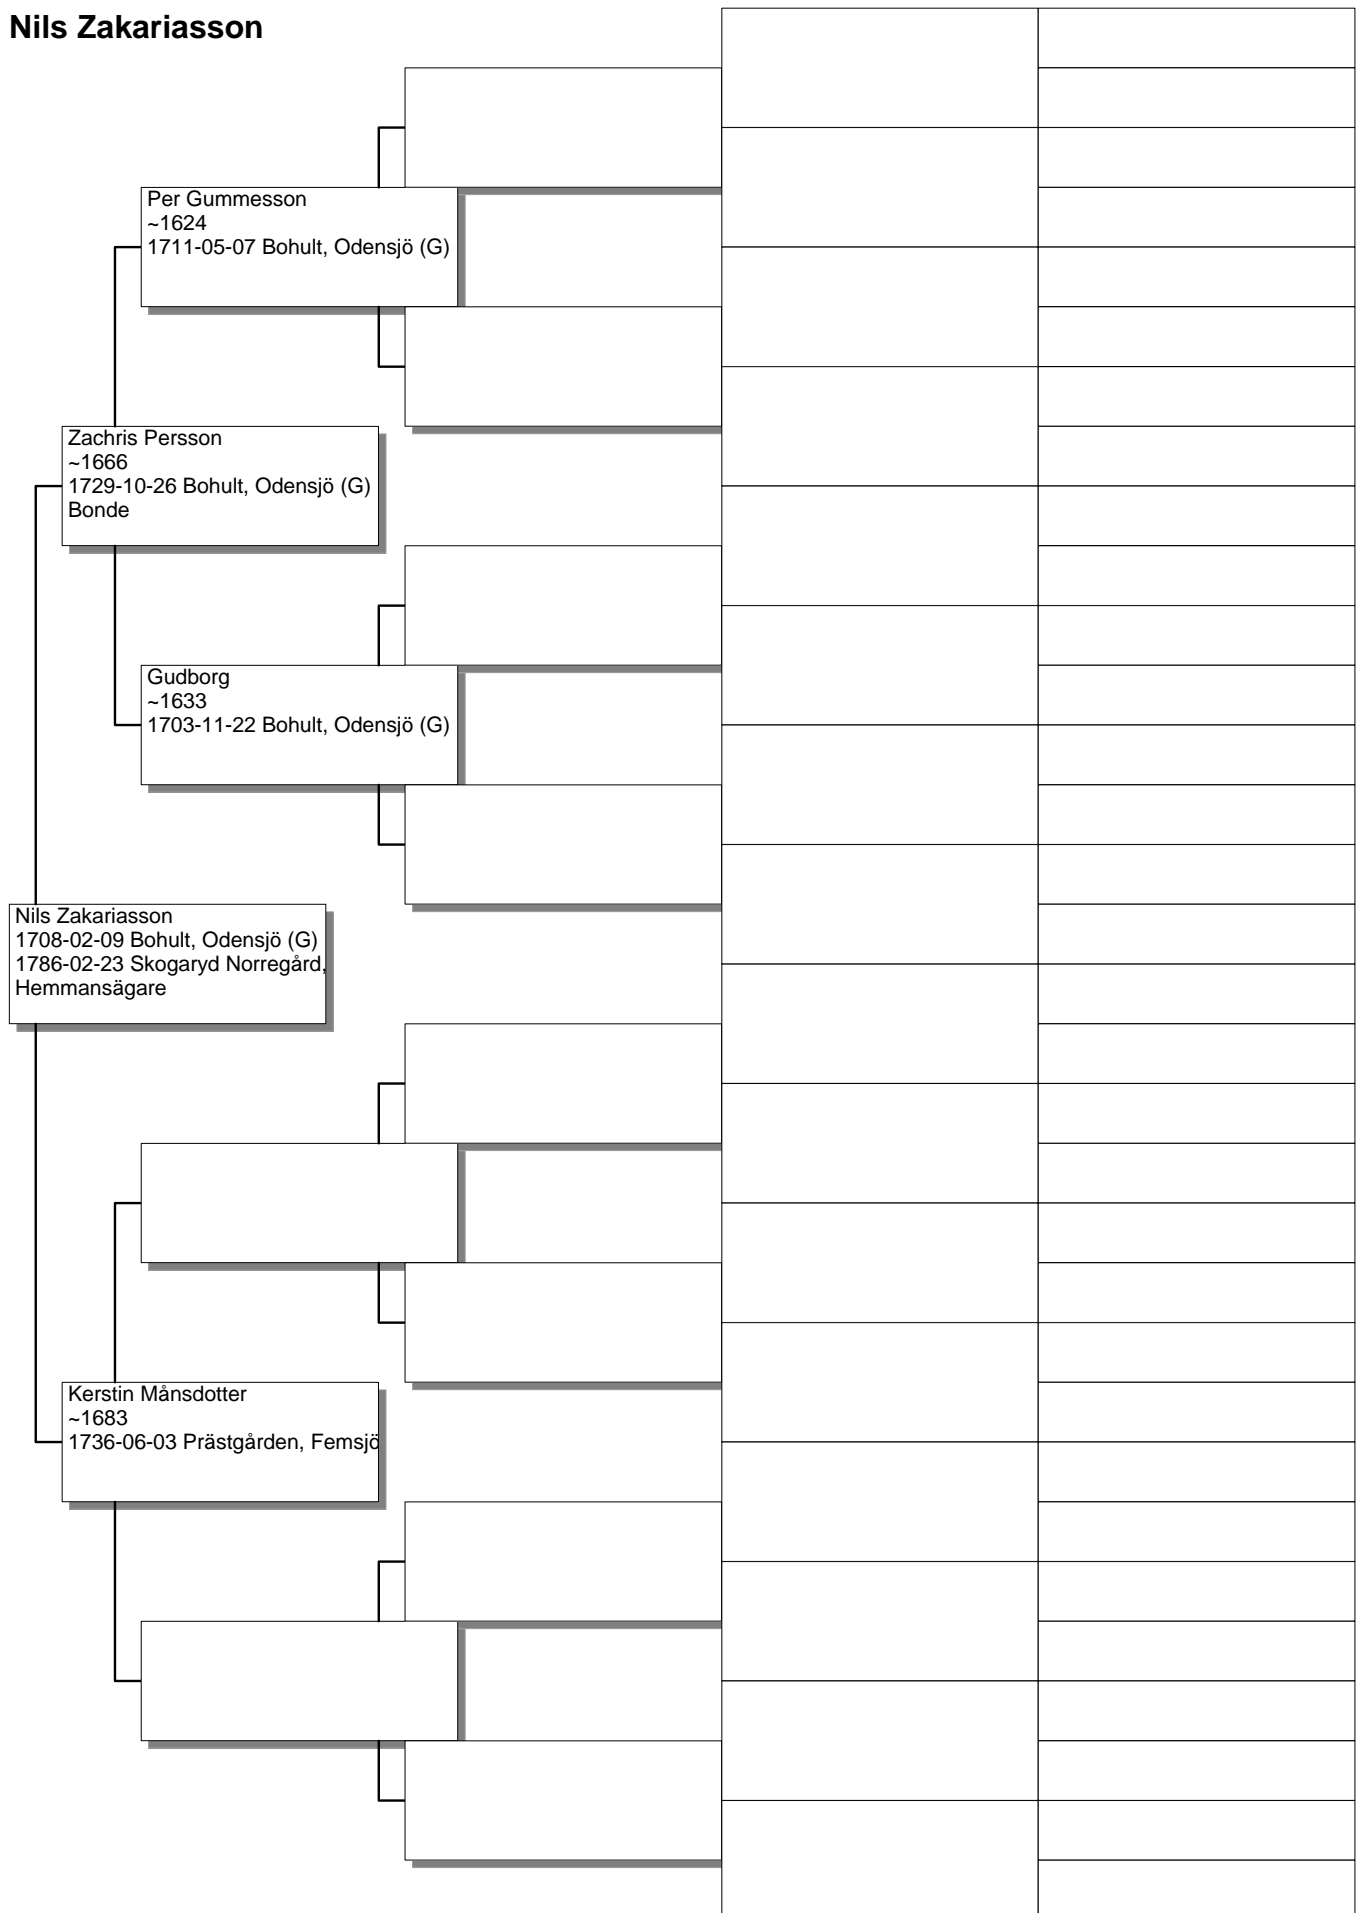 Nils Zakariasson
Per Gummesson
~1624
1711-05-07 Bohult, Odensjö (G)
Zachris Persson
~1666
1729-10-26 Bohult, Odensjö (G)
Bonde
Gudborg
~1633
1703-11-22 Bohult, Odensjö (G)
Nils Zakariasson
1708-02-09 Bohult, Odensjö (G)
1786-02-23 Skogaryd Norregård,
Hemmansägare
Kerstin Månsdotter
~1683
1736-06-03 Prästgården, Femsjö